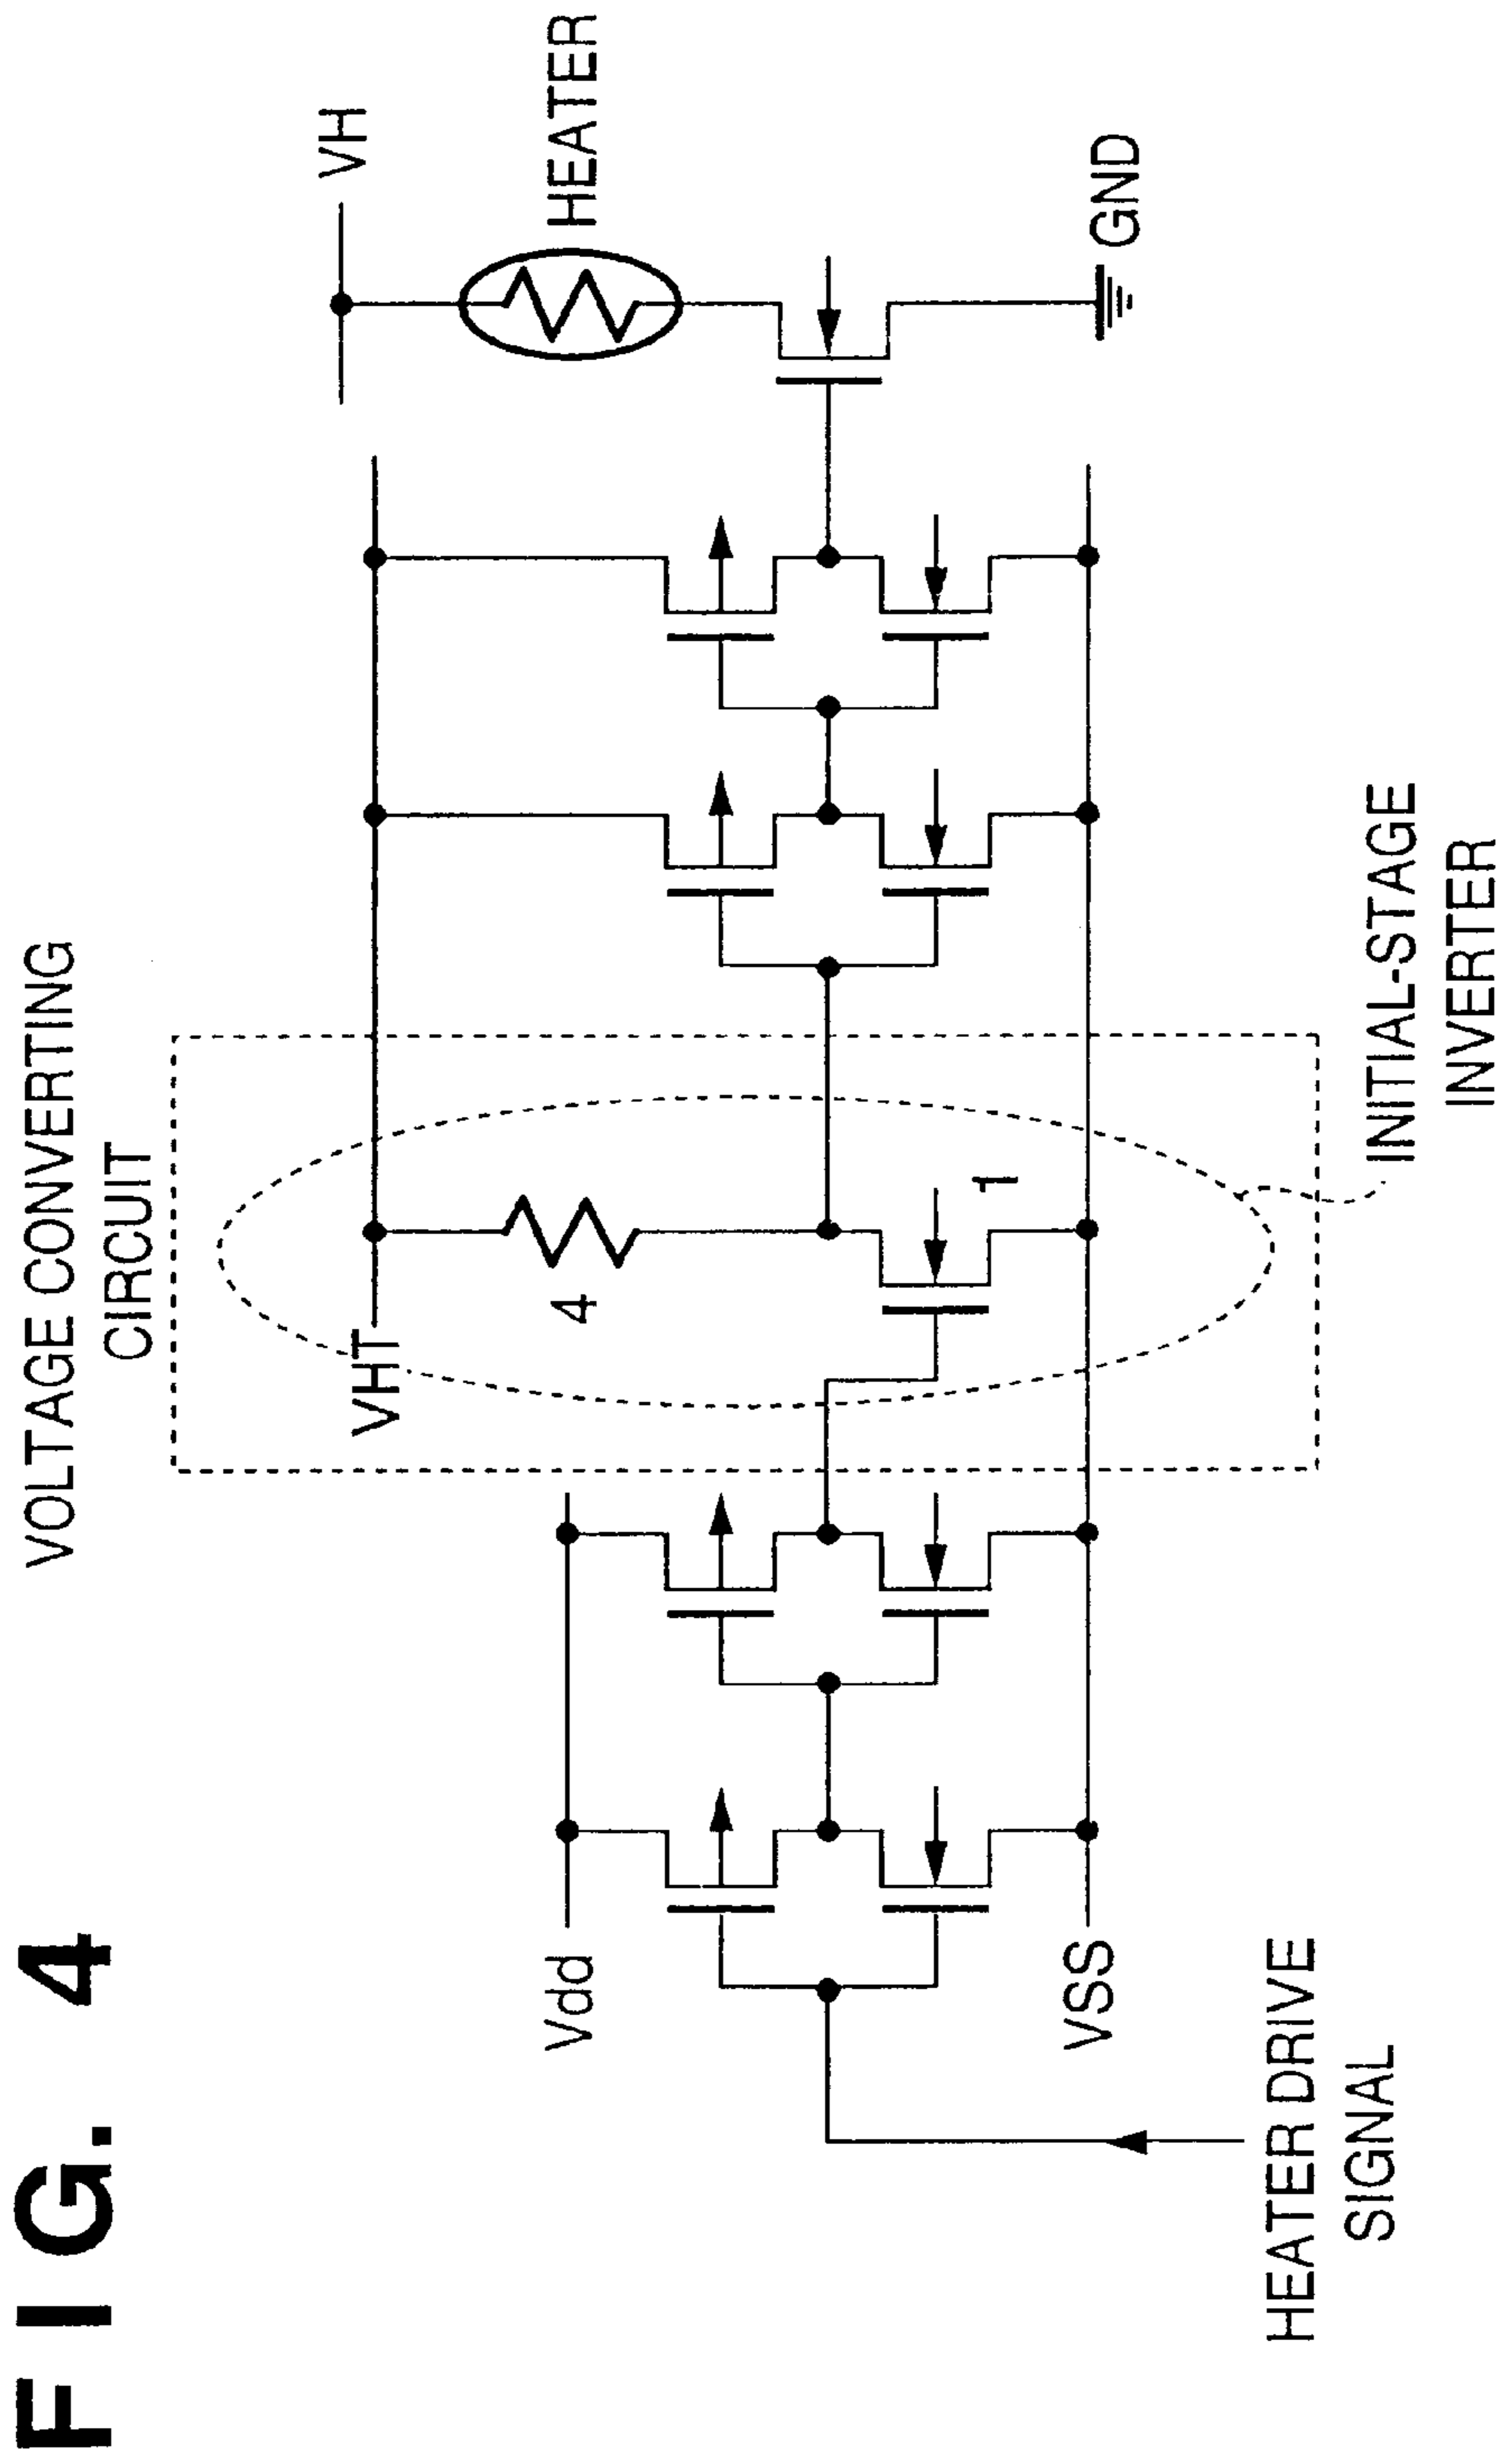 FIG. 4
VOLTAGE CONVERTING
CIRCUIT
VH
VHT
HEATER
Vdd
4
1
VSS
GND
HEATER DRIVE
SIGNAL
INITIAL-STAGE
INVERTER